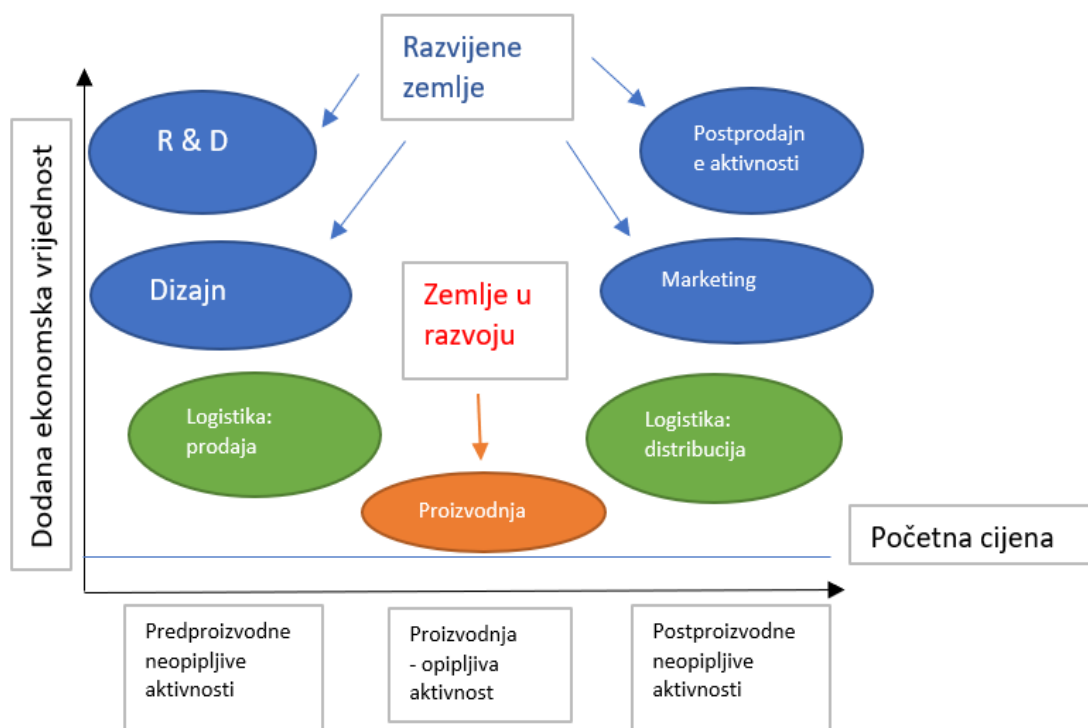 Razvijene
zemlje
R & D
Postprodajn
e aktivnosti
Dodana ekonomska vrijednost
Dizajn
Zemlje u
razvoju
Marketing
Logistika:
prodaja
Logistika:
distribucija
Proizvodnja
Početna cijena
Predproizvodne
neopipljive
aktivnosti
Proizvodnja
- opipljiva
aktivnost
Postproizvodne
neopipljive
aktivnosti